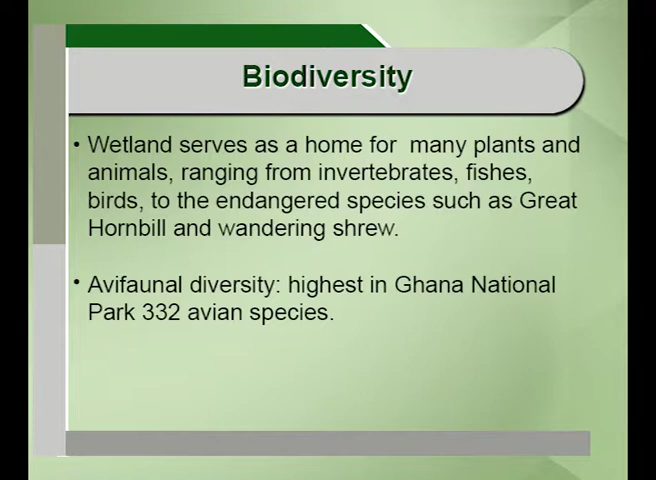 Biodiversity
• Wetland serves as a home for many plants and
animals, ranging from invertebrates, fishes,
birds, to the endangered species such as Great
Hornbill and wandering shrew.
• Avifaunal diversity: highest in Ghana National
Park 332 avian species.